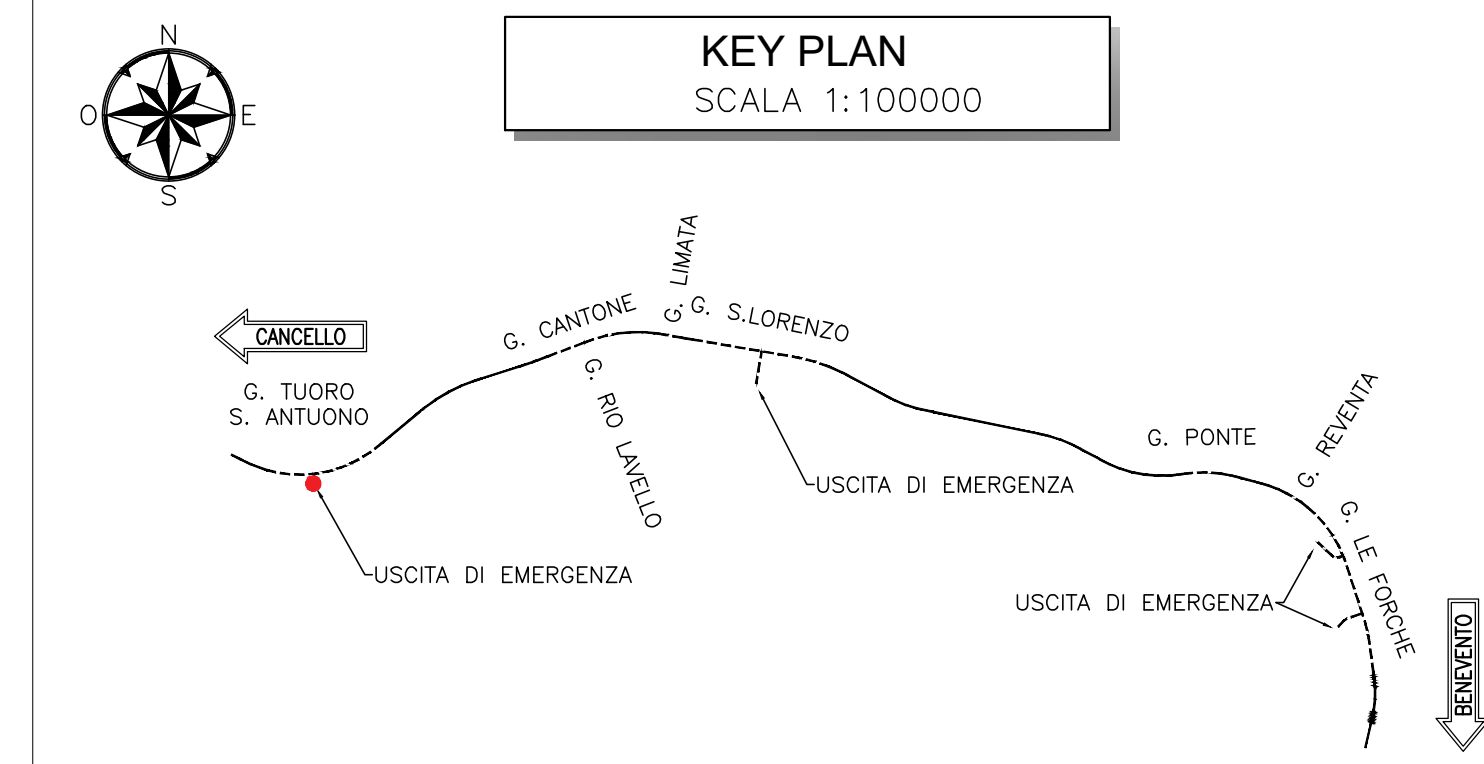 N
O
E
S
KEY PLAN
SCALA 1:100000
CANCELLO
G. TUORO
S. ANTUONO
G. CANTONE
G. LIMATA
G. S.LORENZO
G. RIO LAVELLO
USCITA DI EMERGENZA
USCITA DI EMERGENZA
G. PONTE
G. REVENTA
G. LE FORCHE
USCITA DI EMERGENZA
BENEVENTO